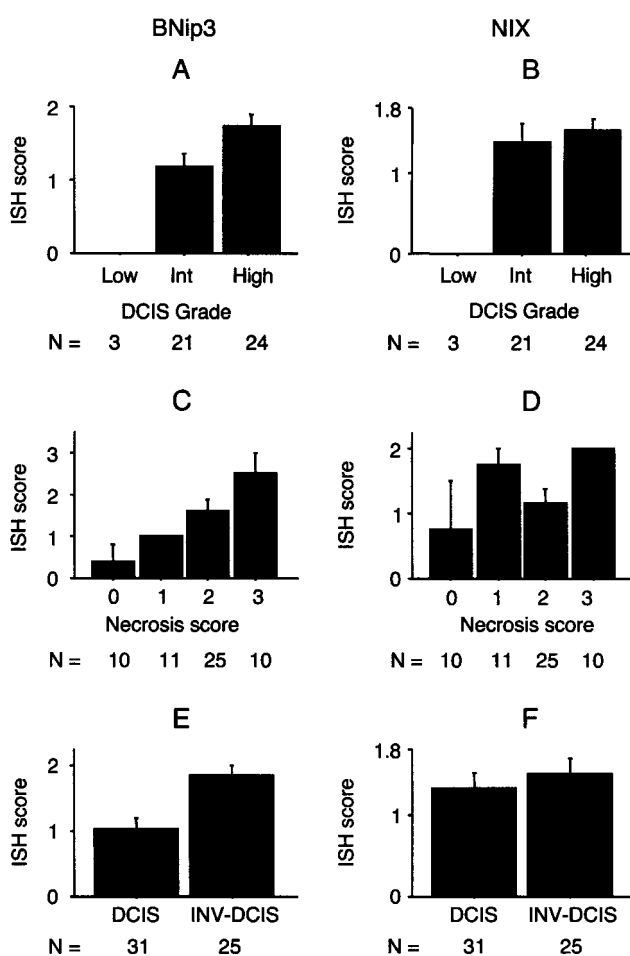 BNip3 NIX
A B
2
1
0
ISH score
Low Int High
DCIS Grade
N = 3 21 24
1.8
1
0
ISH score
Low Int High
DCIS Grade
N = 3 21 24
C D
3
2
1
0
ISH score
0 1 2 3
Necrosis score
N = 10 11 25 10
2
1
0
ISH score
0 1 2 3
Necrosis score
N = 10 11 25 10
E F
2
1
0
ISH score
DCIS INV-DCIS
N = 31 25
1.8
1
0
ISH score
DCIS INV-DCIS
N = 31 25